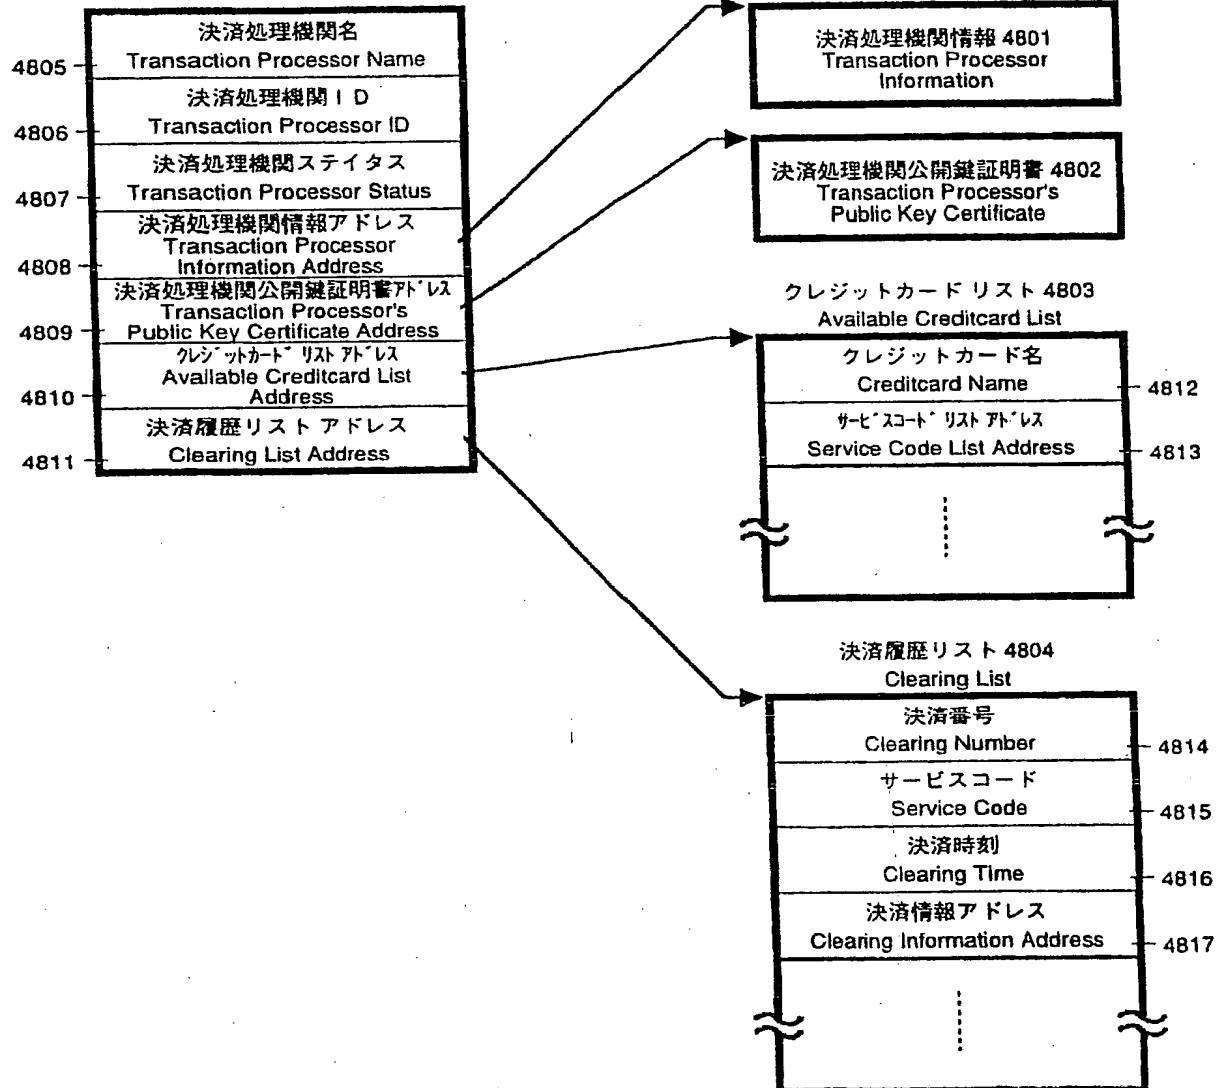 決済処理機関名
Transaction Processor Name
4805
決済処理機関ID
Transaction Processor ID
4806
決済処理機関ステイタス
Transaction Processor Status
4807
決済処理機関情報アドレス
Transaction Processor
Information Address
4808
決済処理機関公開鍵証明書アドレス
Transaction Processor's
Public Key Certificate Address
4809
クレジットカード リスト アドレス
Available Creditcard List
Address
4810
決済履歴リスト アドレス
Clearing List Address
4811
決済処理機関情報 4801
Transaction Processor
Information
決済処理機関公開鍵証明書 4802
Transaction Processor's
Public Key Certificate
クレジットカード リスト 4803
Available Creditcard List
クレジットカード名
Creditcard Name
4812
サービスコード リスト アドレス
Service Code List Address
4813
決済履歴リスト 4804
Clearing List
決済番号
Clearing Number
4814
サービスコード
Service Code
4815
決済時刻
Clearing Time
4816
決済情報アドレス
Clearing Information Address
4817